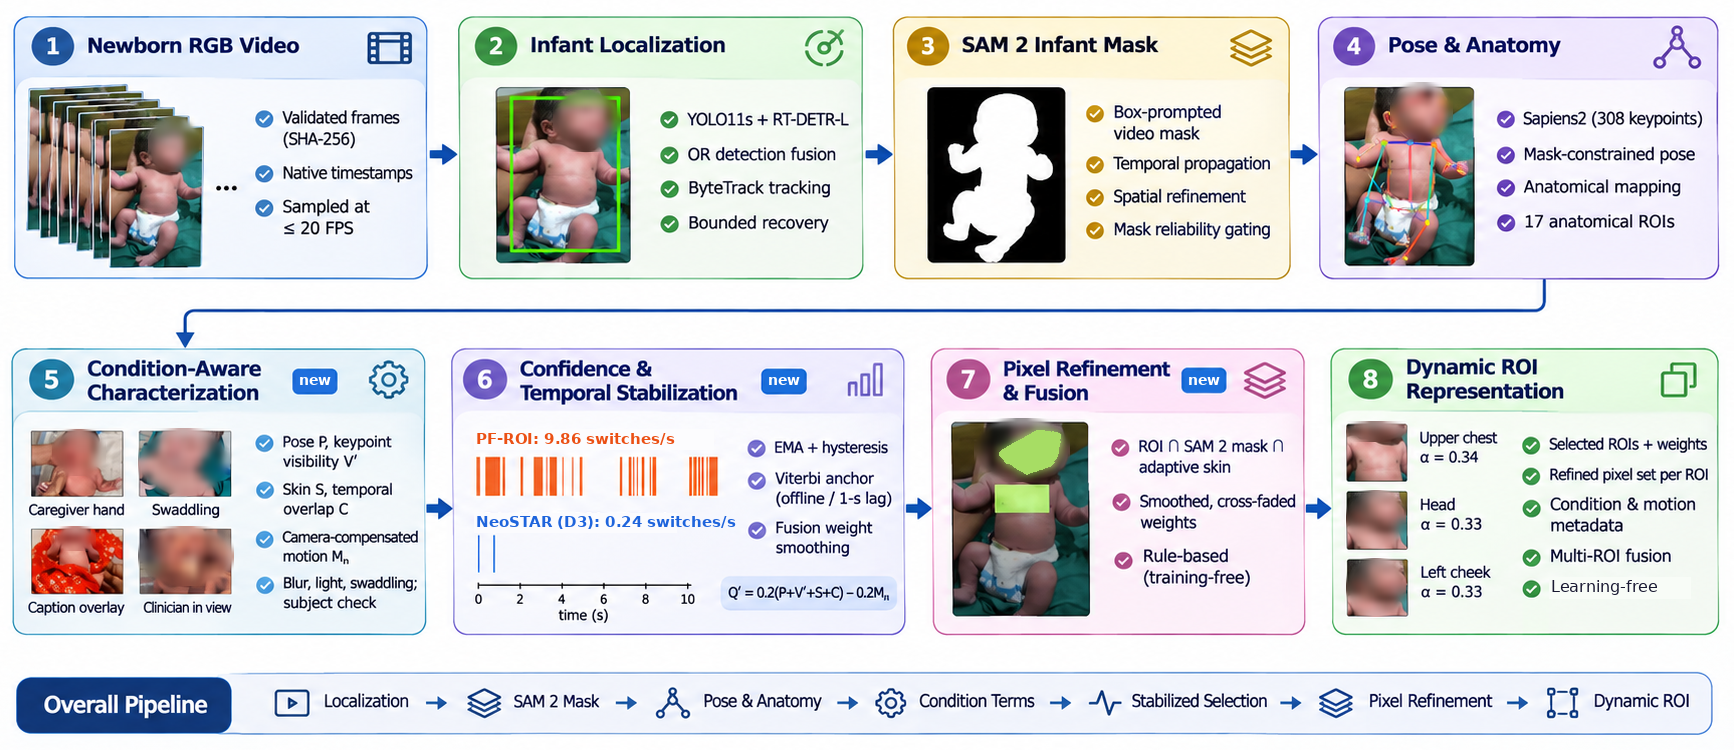 1 Newborn RGB Video
Validated frames
(SHA-256)
Native timestamps
Sampled at
≤ 20 FPS
...
2 Infant Localization
YOLO11s + RT-DETR-L
OR detection fusion
ByteTrack tracking
Bounded recovery
3 SAM 2 Infant Mask
Box-prompted
video mask
Temporal propagation
Spatial refinement
Mask reliability gating
4 Pose & Anatomy
Sapiens2 (308 keypoints)
Mask-constrained pose
Anatomical mapping
17 anatomical ROIs
5 Condition-Aware
Characterization
new
Caregiver hand
Swaddling
Caption overlay
Clinician in view
Pose P, keypoint
visibility V′
Skin S, temporal
overlap C
Camera-compensated
motion Mₙ
Blur, light, swaddling;
subject check
6 Confidence &
Temporal Stabilization
new
PF-ROI: 9.86 switches/s
NeoSTAR (D3): 0.24 switches/s
0 2 4 6 8 10
time (s)
EMA + hysteresis
Viterbi anchor
(offline / 1-s lag)
Fusion weight
smoothing
Q′ = 0.2(P+V′+S+C) − 0.2Mₙ
7 Pixel Refinement
& Fusion
new
ROI ∩ SAM 2 mask ∩
adaptive skin
Smoothed, cross-faded
weights
Rule-based
(training-free)
8 Dynamic ROI
Representation
Upper chest
α = 0.34
Head
α = 0.33
Left cheek
α = 0.33
Selected ROIs + weights
Refined pixel set per ROI
Condition & motion
metadata
Multi-ROI fusion
Learning-free
Overall Pipeline
Localization
SAM 2 Mask
Pose & Anatomy
Condition Terms
Stabilized Selection
Pixel Refinement
Dynamic ROI